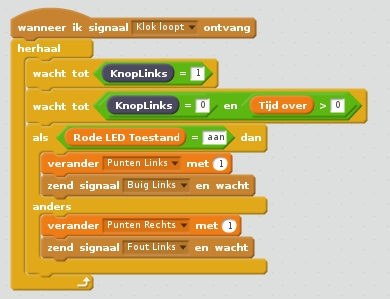 wanneer ik signaal Klok loopt ontvang
herhaal
wacht tot KnopLinks = 1
wacht tot KnopLinks = 0 en Tijd over > 0
als Rode LED Toestand = aan dan
verander Punten Links met 1
zend signaal Buig Links en wacht
anders
verander Punten Rechts met 1
zend signaal Fout Links en wacht